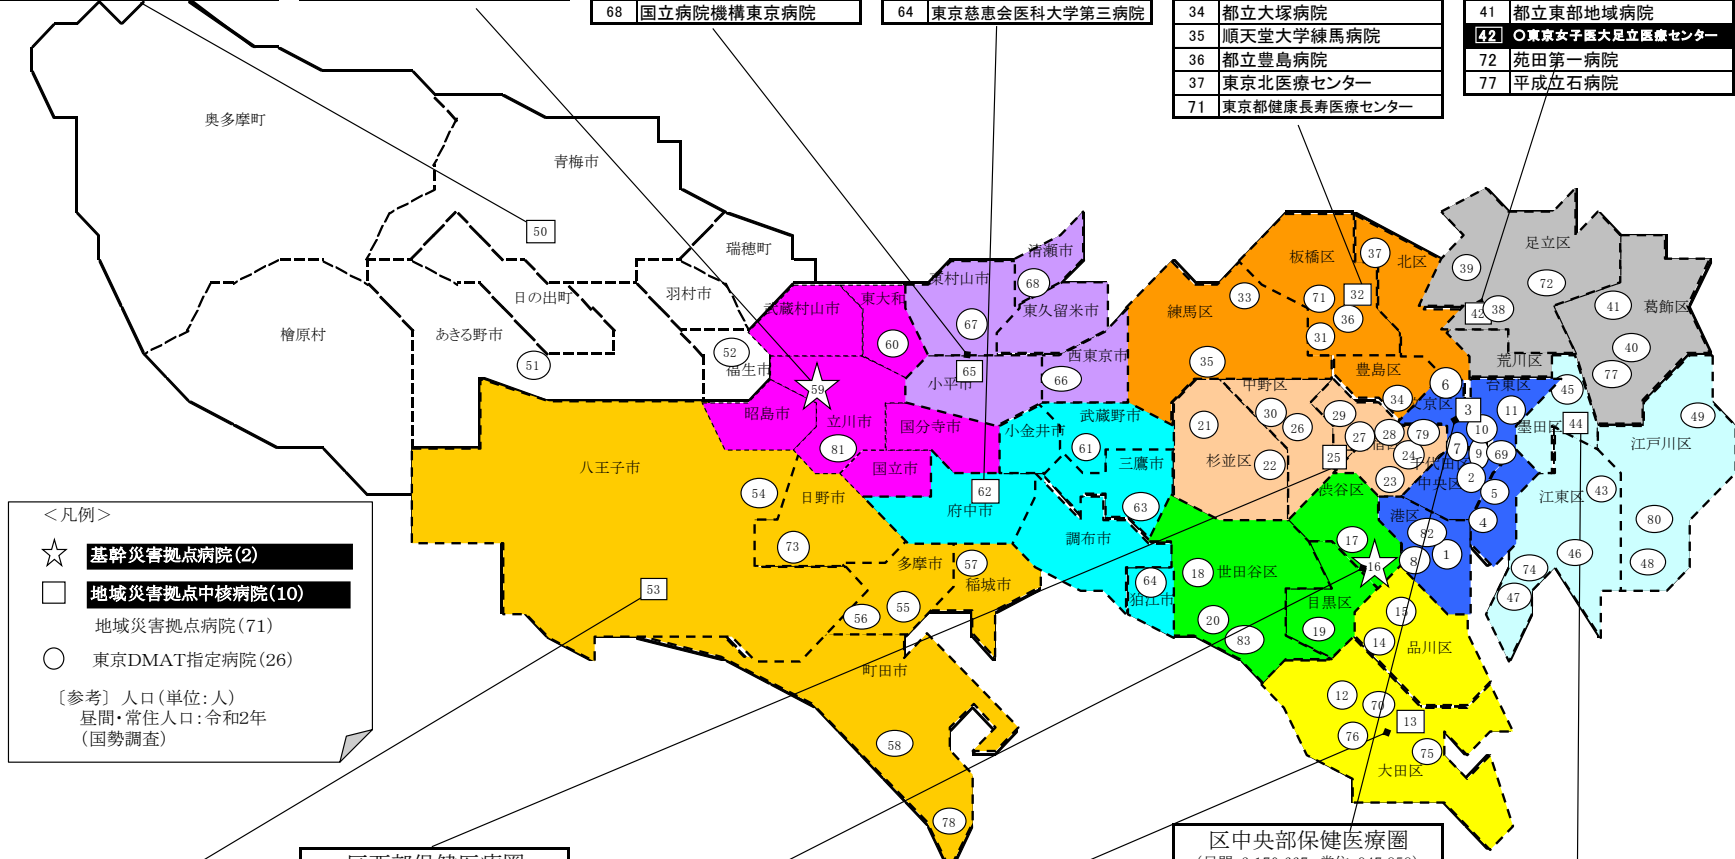 68 国立病院機構東京病院
64 東京慈恵会医科大学第三病院
34 都立大塚病院
35 順天堂大学練馬病院
36 都立豊島病院
37 東京北医療センター
71 東京都健康長寿医療センター
41 都立東部地域病院
42 ○東京女子医大足立医療センター
72 苑田第一病院
77 平成立石病院
奥多摩町
青梅市
50
瑞穂町
日の出町
羽村市
檜原村
あきる野市
51
52
福生市
武蔵村山市
東大和
60
59
昭島市
立川市
81
国分寺市
国立市
清瀬市
東村山市
68
67
東久留米市
65
小平市
66
西東京市
小金井市
武蔵野市
61
三鷹市
62
府中市
63
調布市
64
狛江市
八王子市
54
日野市
73
53
多摩市
57
稲城市
56
55
町田市
58
78
板橋区
37
北区
33
71
32
練馬区
36
31
35
豊島区
34
6
足立区
39
72
42
38
41
葛飾区
荒川区
40
77
中野区
30
29
21
26
杉並区
22
27
28
79
25
24
23
文京区
3
台東区
11
10
7
9
69
千代田区
中央区
2
5
4
港区
82
8
1
45
44
墨田区
49
江戸川区
江東区
43
80
46
74
48
47
渋谷区
17
16
18
世田谷区
目黒区
20
83
19
15
14
品川区
12
70
13
76
75
大田区
<凡例>
基幹災害拠点病院(2)
地域災害拠点中核病院(10)
地域災害拠点病院(71)
東京DMAT指定病院(26)
〔参考〕人口(単位:人)
昼間・常住人口:令和2年
(国勢調査)
区西部保健医療圏
区中央部保健医療圏